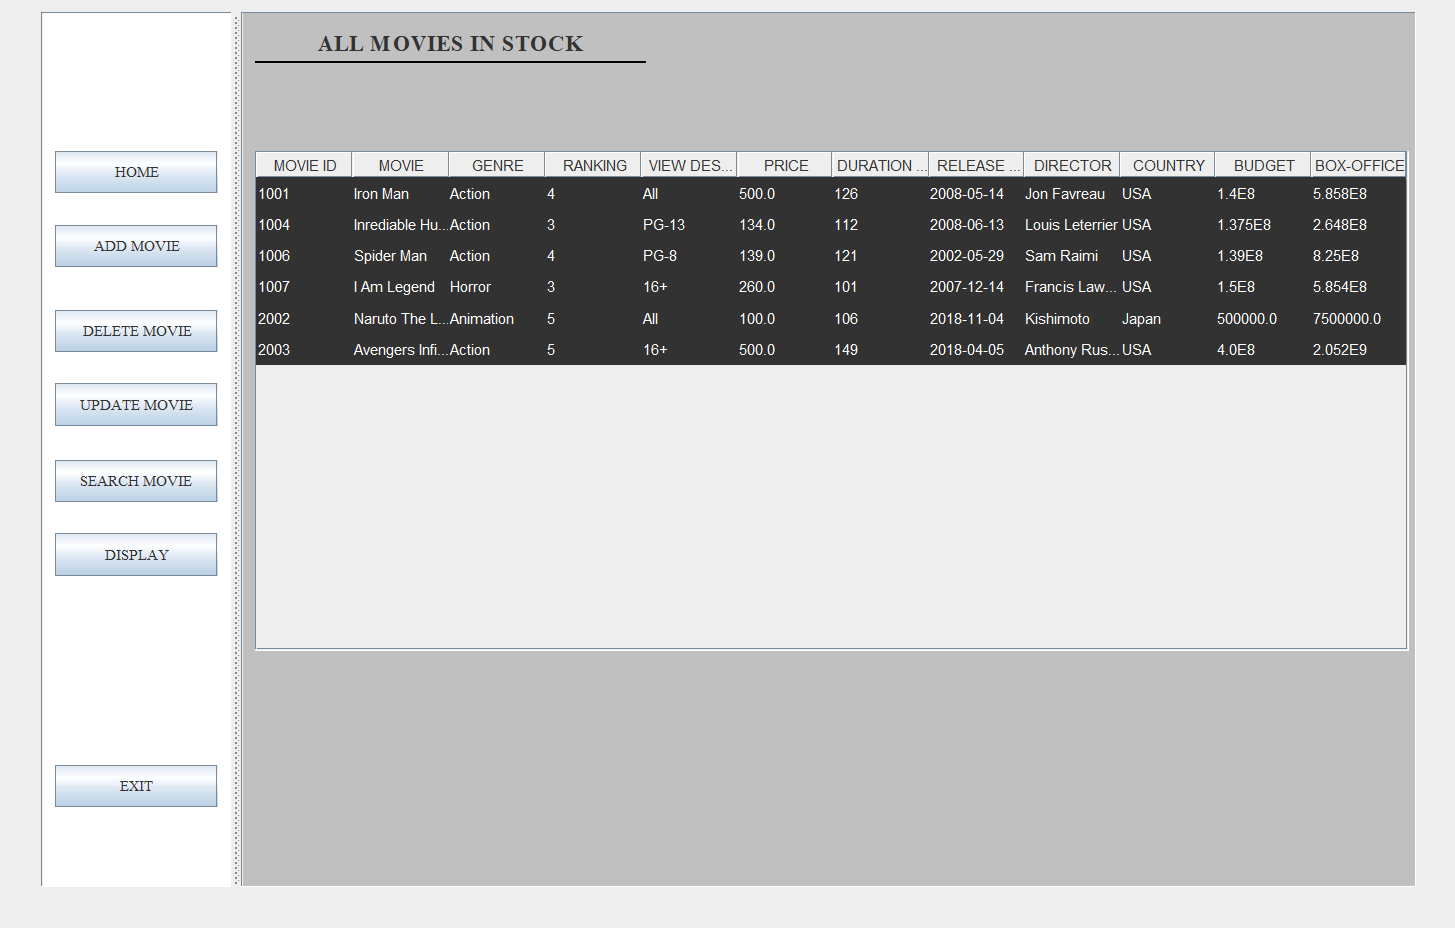 ALL MOVIES IN STOCK
HOME
ADD MOVIE
DELETE MOVIE
UPDATE MOVIE
SEARCH MOVIE
DISPLAY
EXIT
MOVIE ID MOVIE GENRE RANKING VIEW DES... PRICE DURATION ... RELEASE ... DIRECTOR COUNTRY BUDGET BOX-OFFICE
1001 Iron Man Action 4 All 500.0 126 2008-05-14 Jon Favreau USA 1.4E8 5.858E8
1004 Inrediable Hu... Action 3 PG-13 134.0 112 2008-06-13 Louis Leterrier USA 1.375E8 2.648E8
1006 Spider Man Action 4 PG-8 139.0 121 2002-05-29 Sam Raimi USA 1.39E8 8.25E8
1007 I Am Legend Horror 3 16+ 260.0 101 2007-12-14 Francis Law... USA 1.5E8 5.854E8
2002 Naruto The L... Animation 5 All 100.0 106 2018-11-04 Kishimoto Japan 500000.0 7500000.0
2003 Avengers Infi... Action 5 16+ 500.0 149 2018-04-05 Anthony Rus... USA 4.0E8 2.052E9